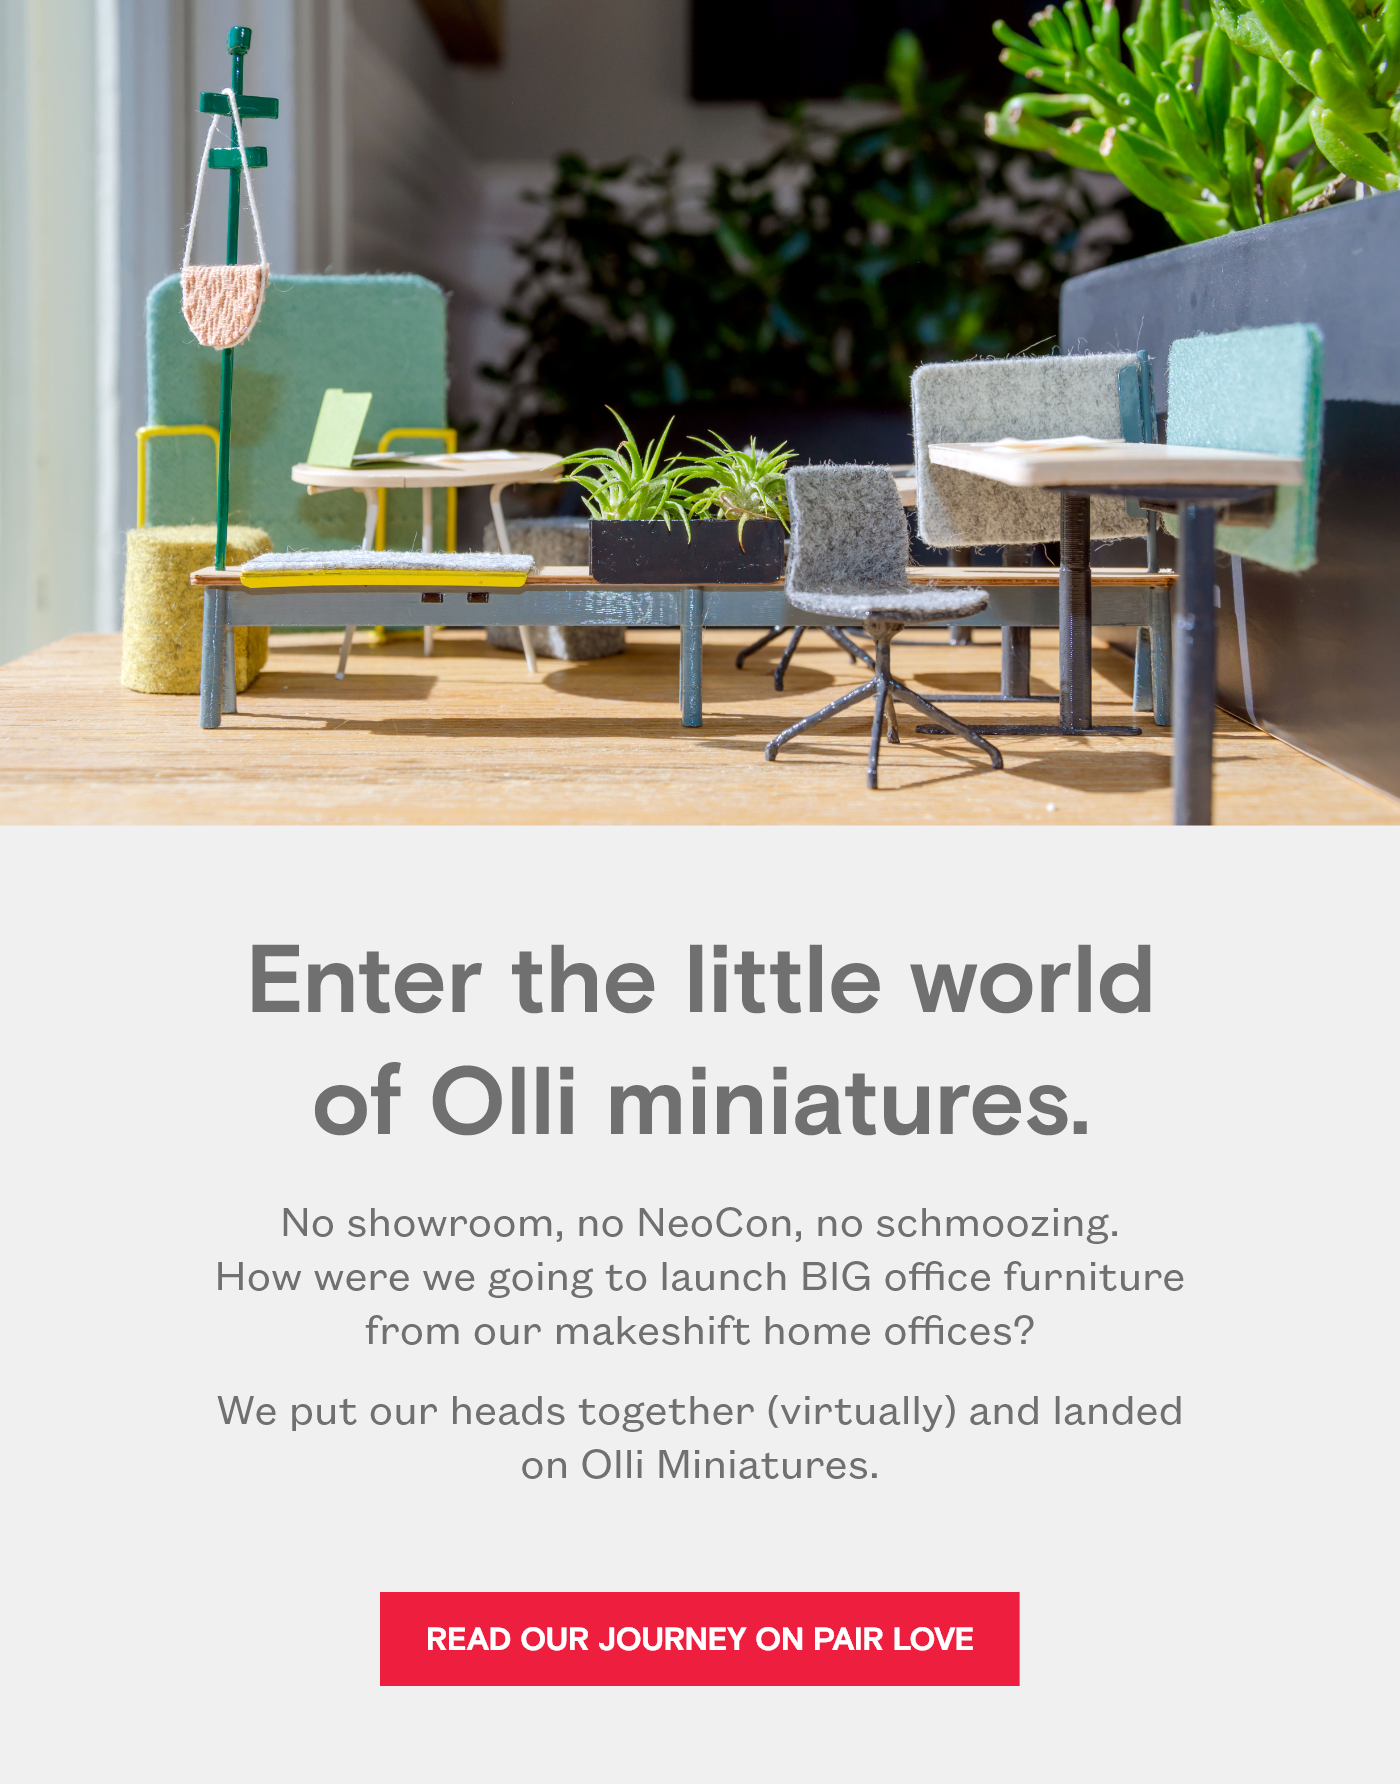 Enter the little world
of Olli miniatures.
No showroom, no NeoCon, no schmoozing.
How were we going to launch BIG office furniture
from our makeshift home offices?
We put our heads together (virtually) and landed
on Olli Miniatures.
READ OUR JOURNEY ON PAIR LOVE